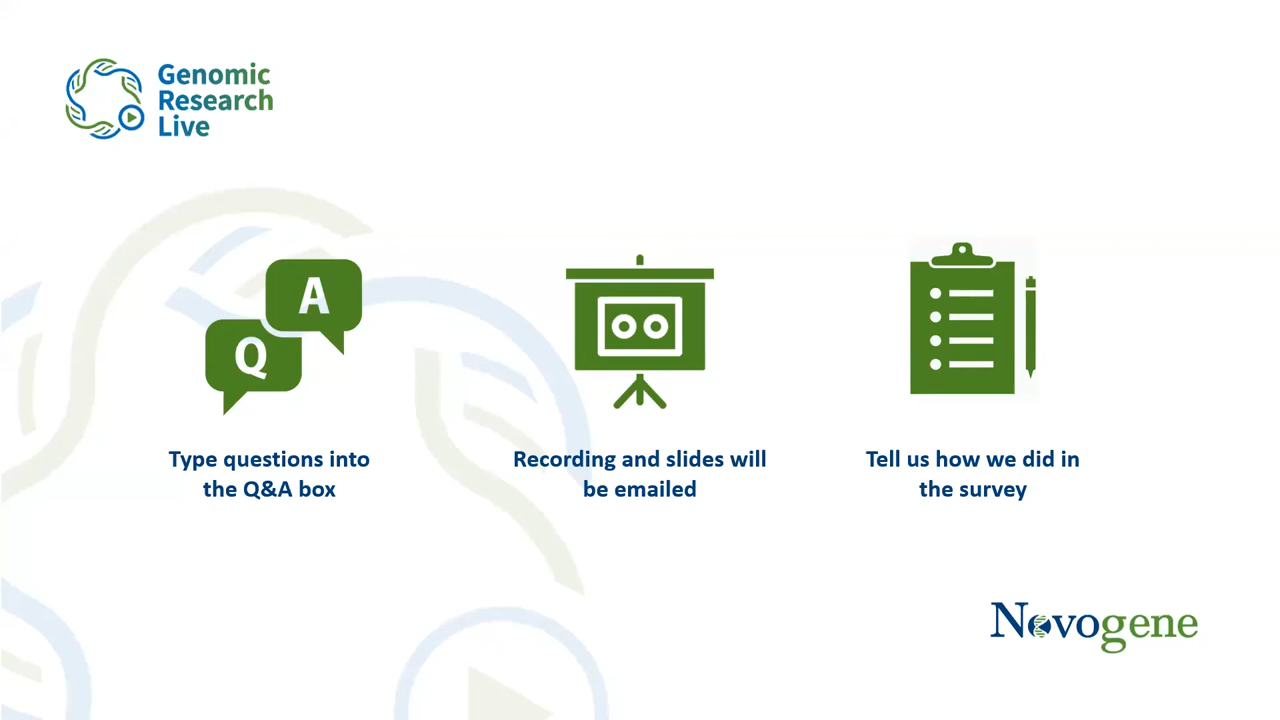 Genomic
Research
Live
A
Q
Type questions into
the Q&A box
Recording and slides will
be emailed
Tell us how we did in
the survey
Novogene